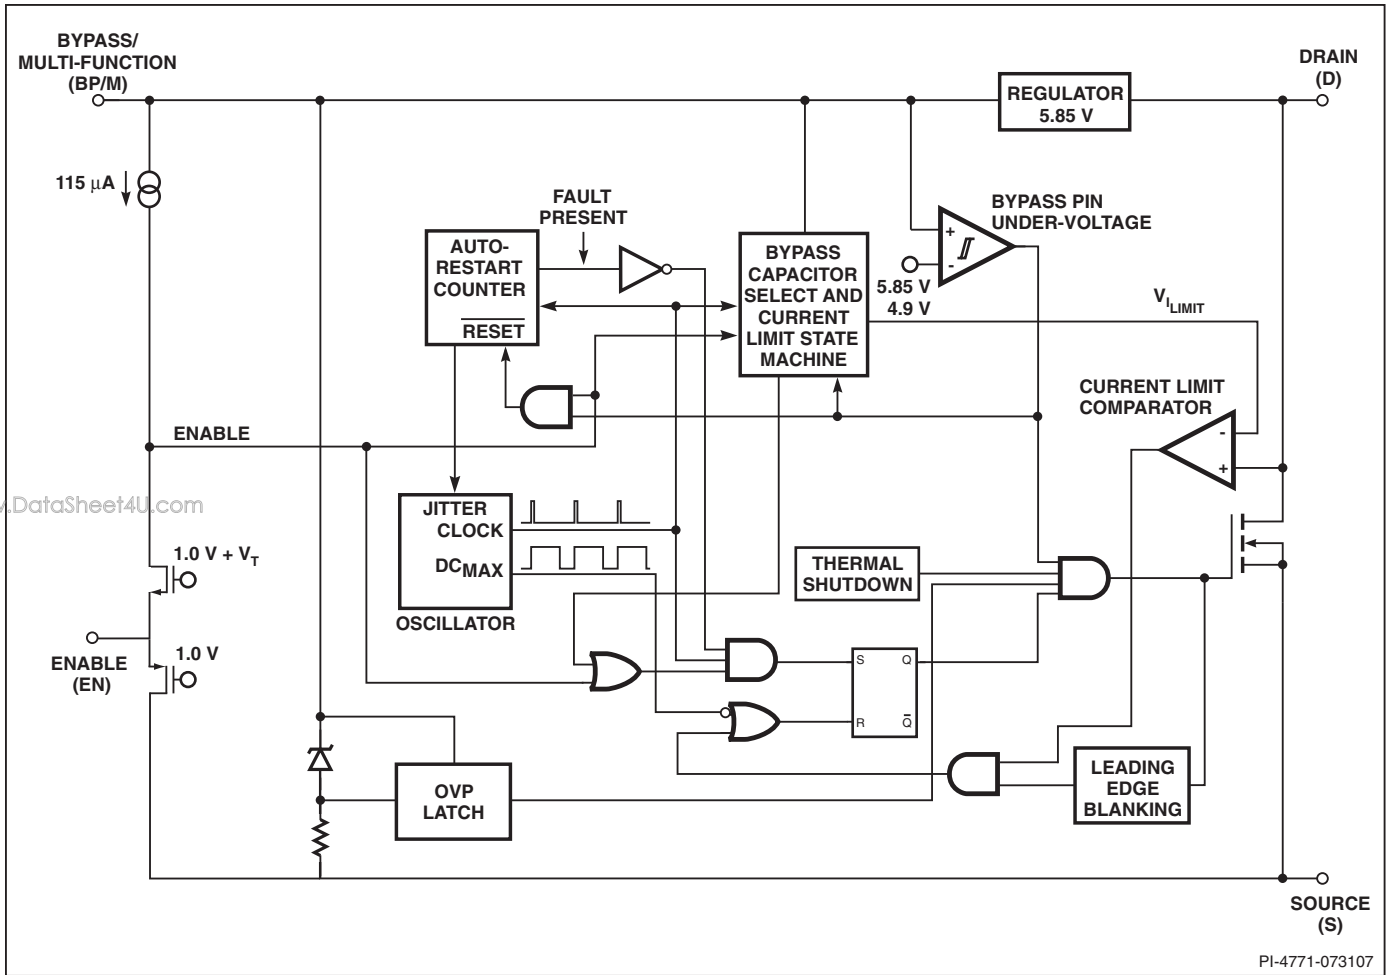 BYPASS/
MULTI-FUNCTION
(BP/M)
DRAIN
(D)
REGULATOR
5.85 V
115 µA
FAULT
PRESENT
BYPASS PIN
UNDER-VOLTAGE
AUTO-
RESTART
COUNTER
RESET
BYPASS
CAPACITOR
SELECT AND
CURRENT
LIMIT STATE
MACHINE
+
-
5.85 V
4.9 V
VILIMIT
CURRENT LIMIT
COMPARATOR
-
+
ENABLE
.DataSheet4U.com
JITTER
CLOCK
DCMAX
OSCILLATOR
1.0 V + VT
THERMAL
SHUTDOWN
ENABLE
(EN)
1.0 V
S Q
R Q̅
OVP
LATCH
LEADING
EDGE
BLANKING
SOURCE
(S)
PI-4771-073107